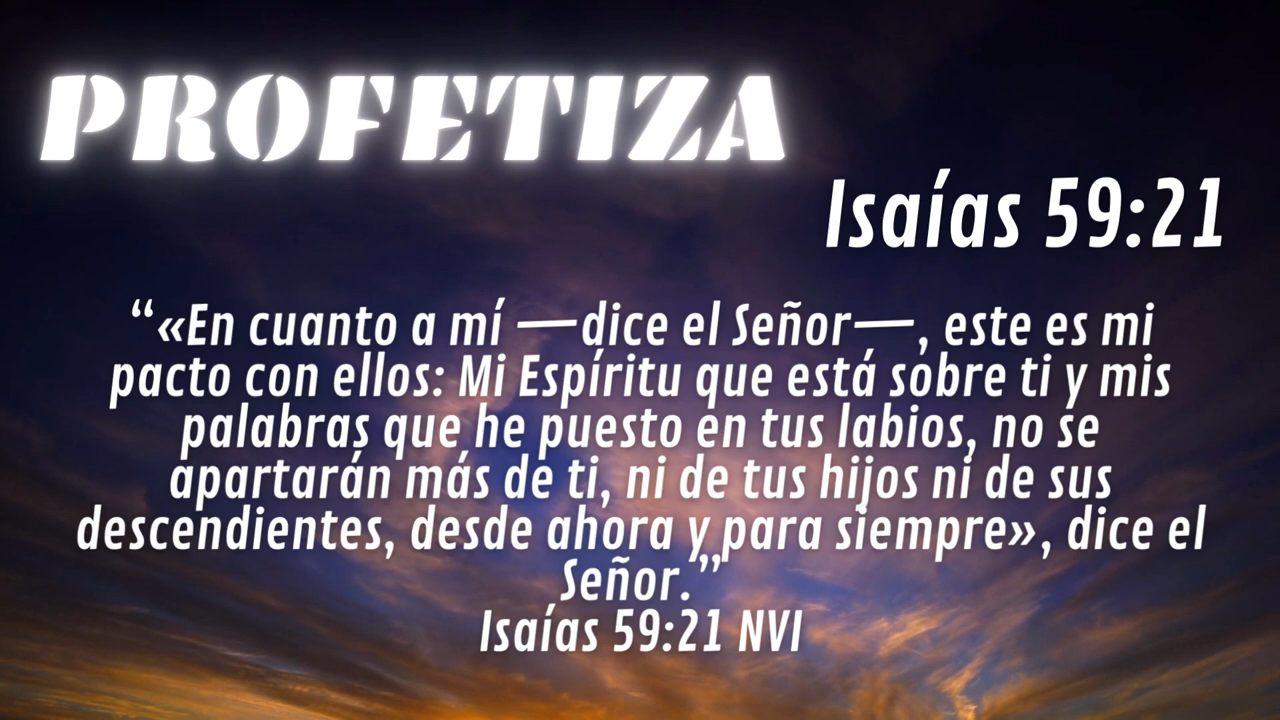 PROFETIZA
Isaías 59:21
“«En cuanto a mí —dice el Señor—, este es mi
pacto con ellos: Mi Espíritu que está sobre ti y mis
palabras que he puesto en tus labios, no se
apartarán más de ti, ni de tus hijos ni de sus
descendientes, desde ahora y para siempre», dice el
Señor.”
Isaías 59:21 NVI